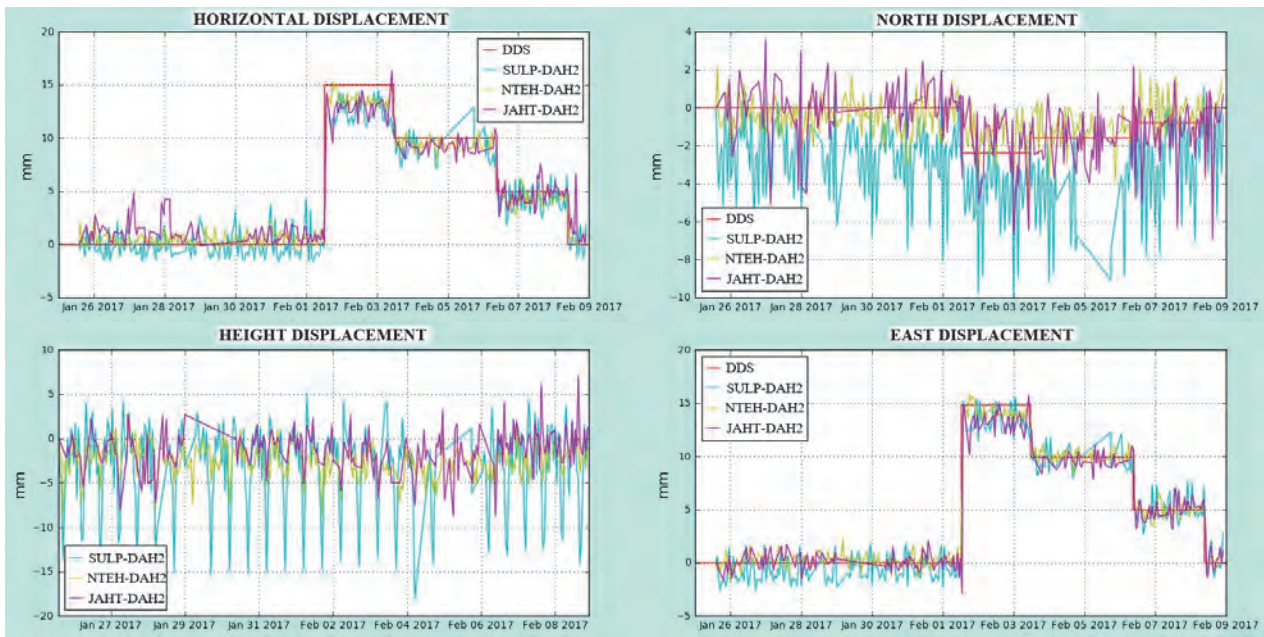 HORIZONTAL DISPLACEMENT
20
15
10
5
0
−5
mm
DDS
SULP-DAH2
NTEH-DAH2
JAHT-DAH2
Jan 26 2017 Jan 28 2017 Jan 30 2017 Feb 01 2017 Feb 03 2017 Feb 05 2017 Feb 07 2017 Feb 09 2017
NORTH DISPLACEMENT
4
2
0
−2
−4
−6
−8
−10
mm
DDS
SULP-DAH2
NTEH-DAH2
JAHT-DAH2
Jan 26 2017 Jan 28 2017 Jan 30 2017 Feb 01 2017 Feb 03 2017 Feb 05 2017 Feb 07 2017 Feb 09 2017
HEIGHT DISPLACEMENT
10
5
0
−5
−10
−15
−20
mm
SULP-DAH2
NTEH-DAH2
JAHT-DAH2
Jan 27 2017 Jan 29 2017 Jan 31 2017 Feb 02 2017 Feb 04 2017 Feb 06 2017 Feb 08 2017
EAST DISPLACEMENT
20
15
10
5
0
−5
mm
DDS
SULP-DAH2
NTEH-DAH2
JAHT-DAH2
Jan 26 2017 Jan 28 2017 Jan 30 2017 Feb 01 2017 Feb 03 2017 Feb 05 2017 Feb 07 2017 Feb 09 2017